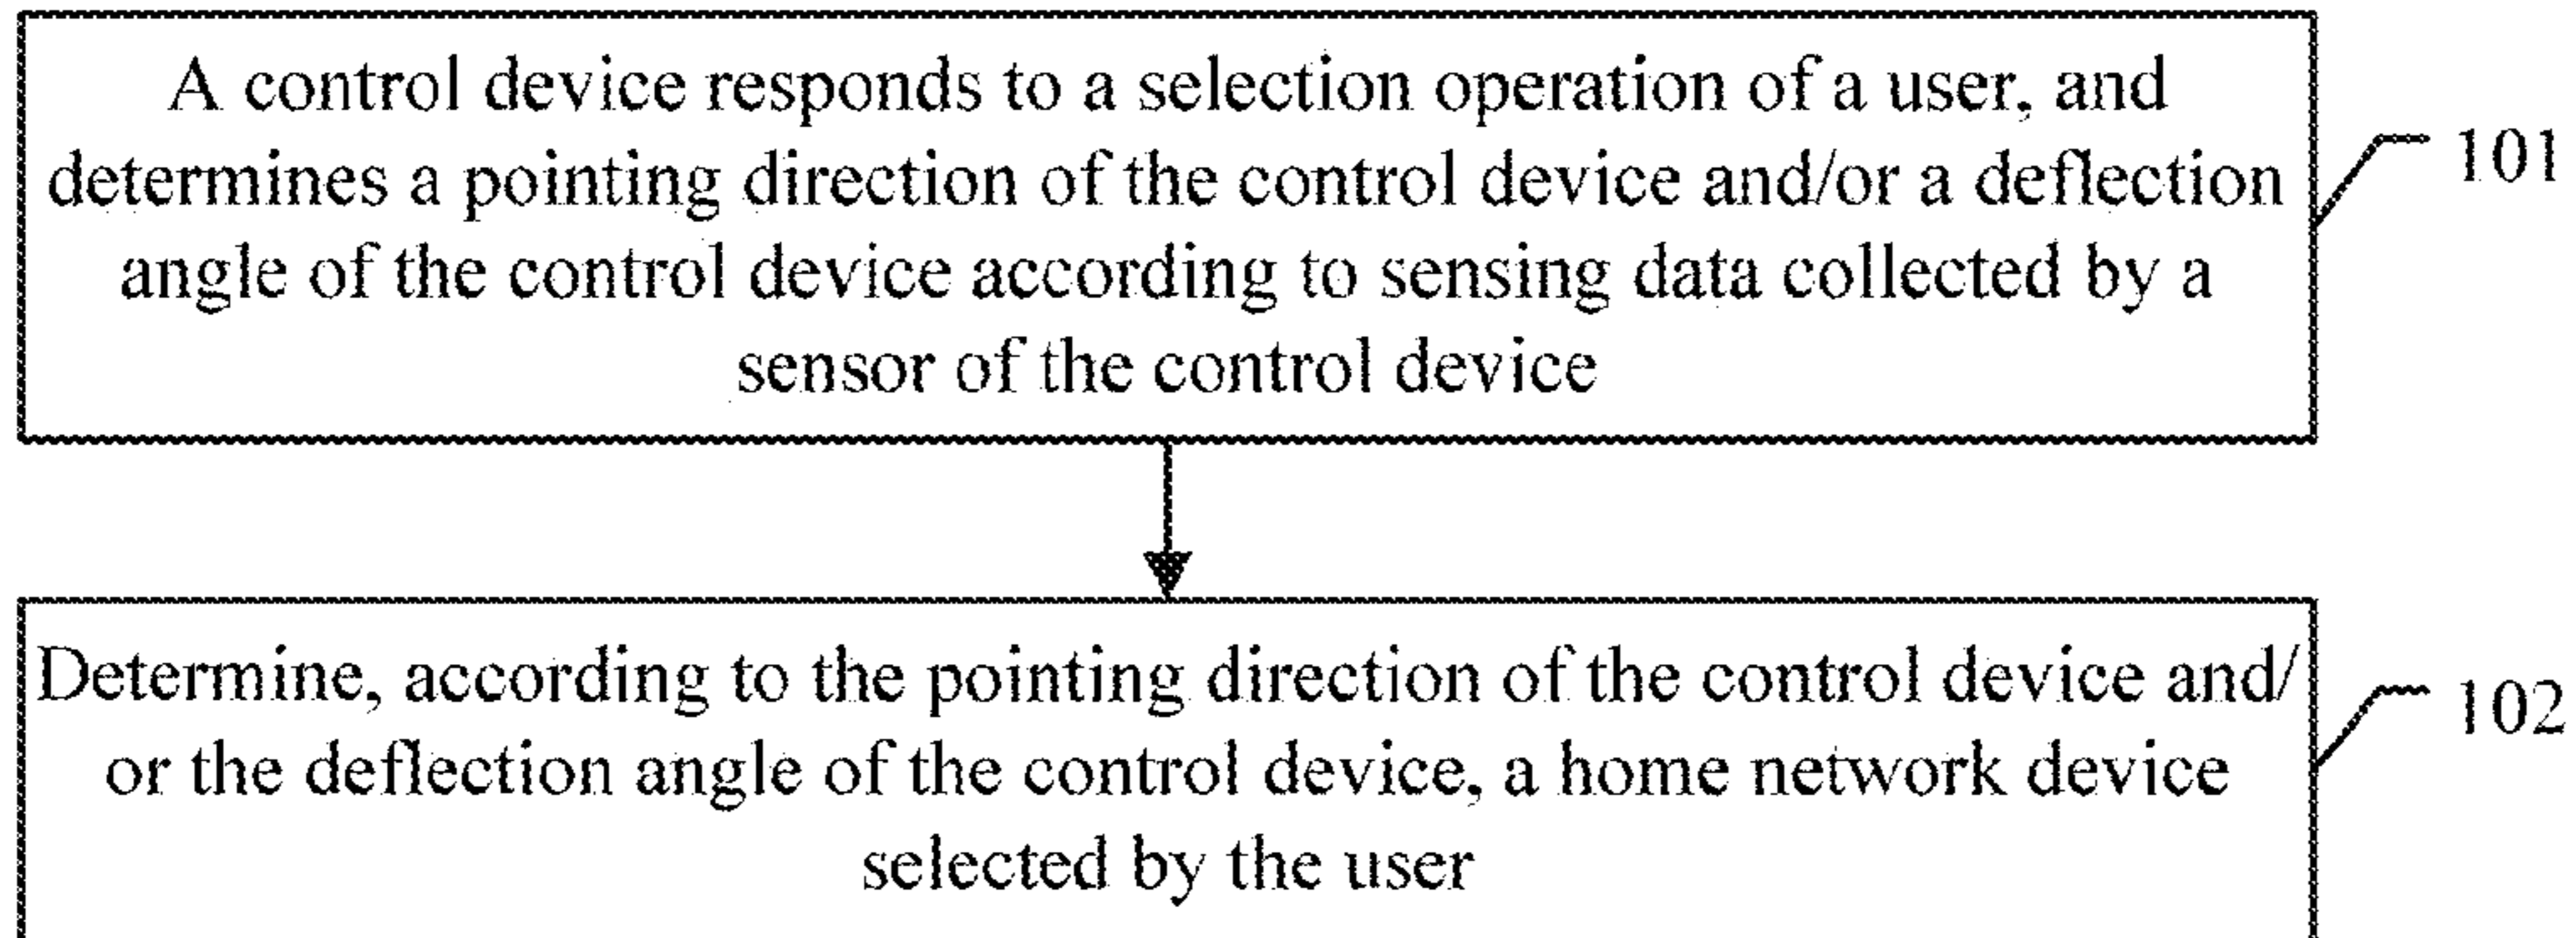 A control device responds to a selection operation of a user, and
determines a pointing direction of the control device and/or a deflection
angle of the control device according to sensing data collected by a
sensor of the control device
101
Determine, according to the pointing direction of the control device and/
or the deflection angle of the control device, a home network device
selected by the user
102